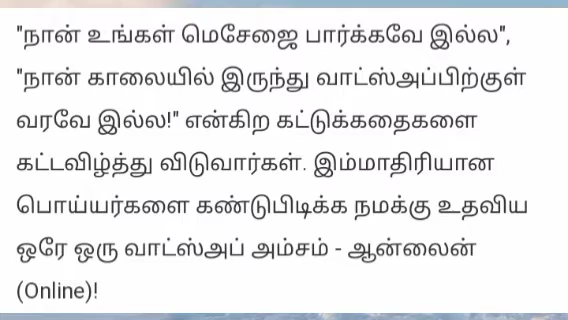 "நான் உங்கள் மெசேஜை பார்க்கவே இல்ல",
"நான் காலையில் இருந்து வாட்ஸ்அப்பிற்குள்
வரவே இல்ல!" என்கிற கட்டுக்கதைகளை
கட்டவிழ்த்து விடுவார்கள். இம்மாதிரியான
பொய்யர்களை கண்டுபிடிக்க நமக்கு உதவிய
ஒரே ஒரு வாட்ஸ்அப் அம்சம் - ஆன்லைன்
(Online)!